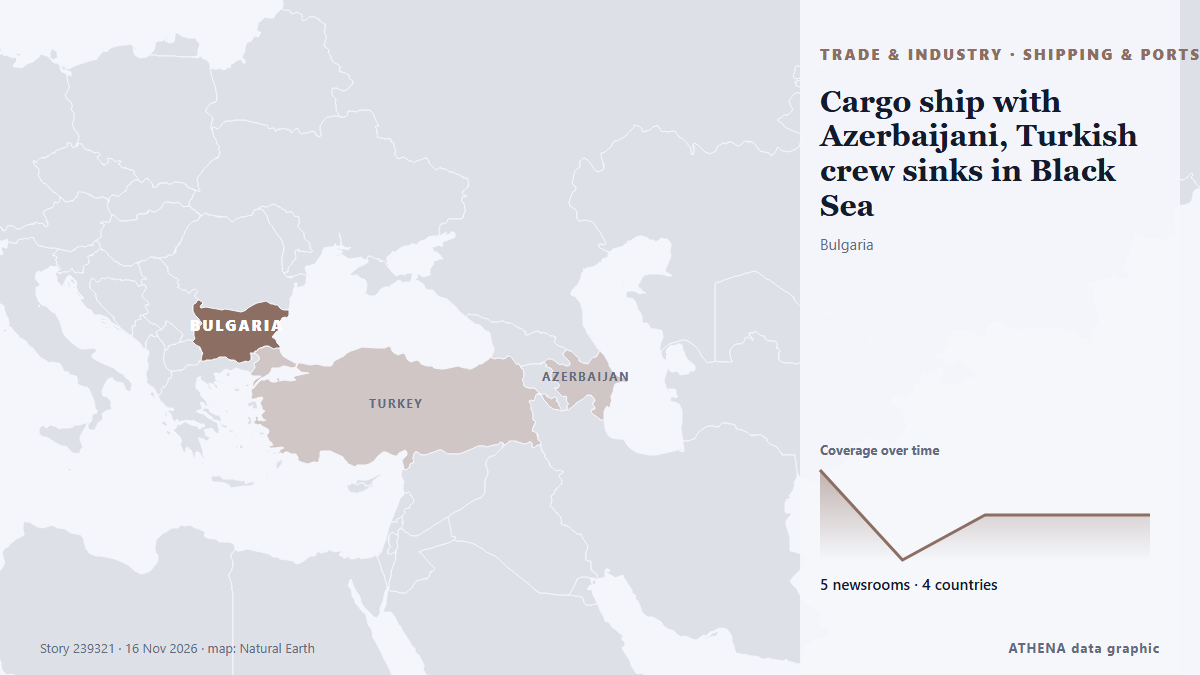 TRADE & INDUSTRY · SHIPPING & PORTS
Cargo ship with
Azerbaijani, Turkish
crew sinks in Black
Sea
Bulgaria
BULGARIA
AZERBAIJAN
TURKEY
Coverage over time
5 newsrooms · 4 countries
Story 239321 · 16 Nov 2026 · map: Natural Earth
ATHENA data graphic